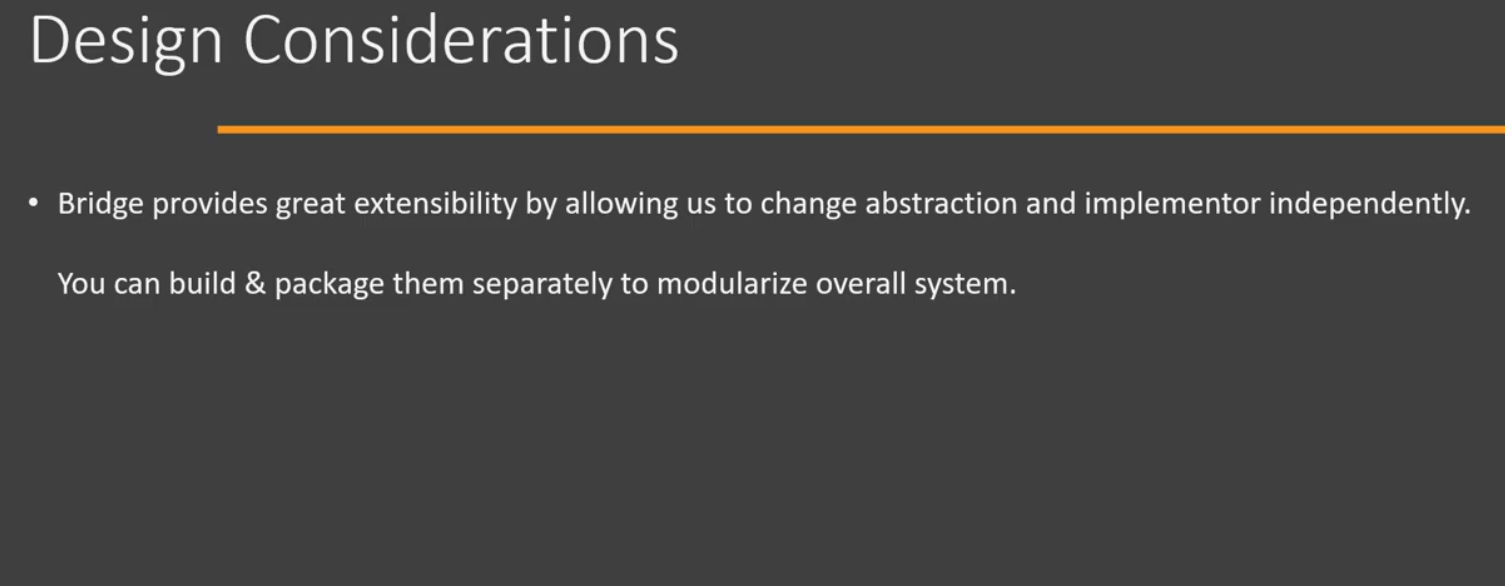 Design Considerations
• Bridge provides great extensibility by allowing us to change abstraction and implementor independently.
You can build & package them separately to modularize overall system.